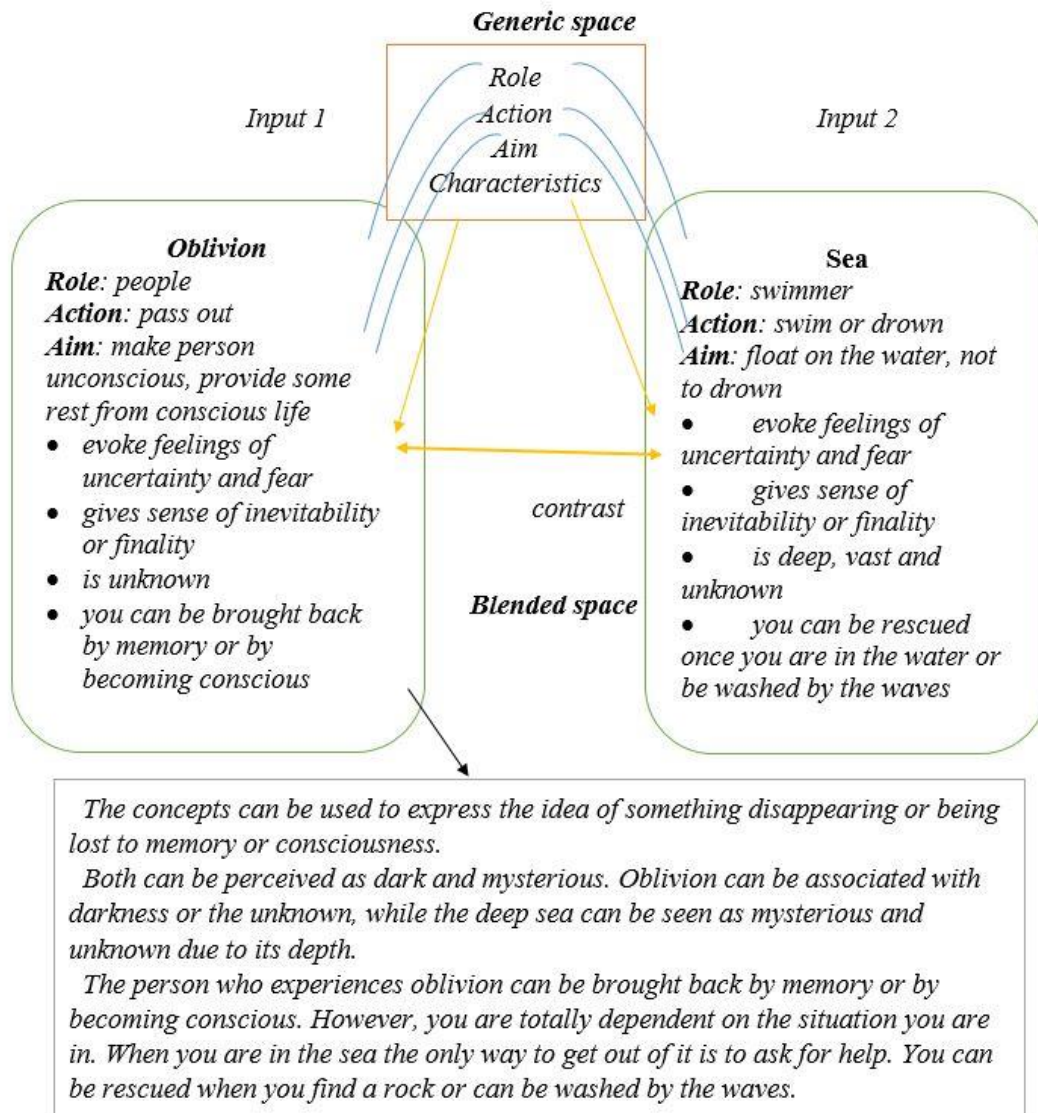 Generic space
Role
Action
Aim
Characteristics
Input 1
Input 2
Oblivion
Role: people
Action: pass out
Aim: make person
unconscious, provide some
rest from conscious life
● evoke feelings of
uncertainty and fear
● gives sense of inevitability
or finality
● is unknown
● you can be brought back
by memory or by
becoming conscious
contrast
Blended space
Sea
Role: swimmer
Action: swim or drown
Aim: float on the water, not
to drown
● evoke feelings of
uncertainty and fear
● gives sense of
inevitability or finality
● is deep, vast and
unknown
● you can be rescued
once you are in the water or
be washed by the waves
The concepts can be used to express the idea of something disappearing or being
lost to memory or consciousness.
Both can be perceived as dark and mysterious. Oblivion can be associated with
darkness or the unknown, while the deep sea can be seen as mysterious and
unknown due to its depth.
The person who experiences oblivion can be brought back by memory or by
becoming conscious. However, you are totally dependent on the situation you are
in. When you are in the sea the only way to get out of it is to ask for help. You can
be rescued when you find a rock or can be washed by the waves.